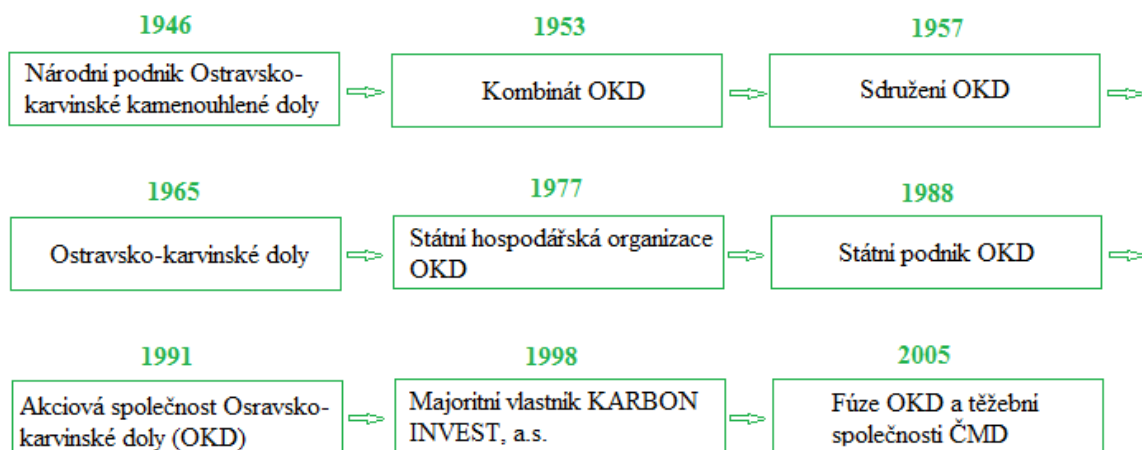 1946
1953
1957
Národní podnik Ostravsko-
karvinské kamenouhlené doly
Kombinát OKD
Sdružení OKD
1965
1977
1988
Ostravsko-karvinské doly
Státní hospodářská organizace
OKD
Státní podnik OKD
1991
1998
2005
Akciová společnost Osravsko-
karvinské doly (OKD)
Majoritní vlastník KARBON
INVEST, a.s.
Fúze OKD a těžební
společnosti ČMD